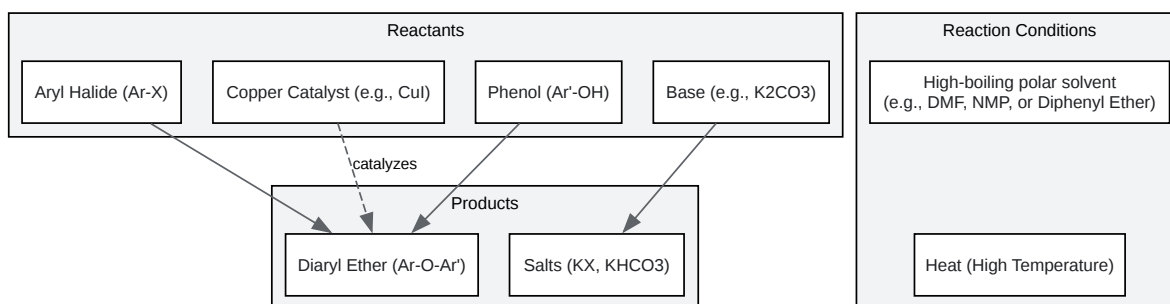 Reactants
Reaction Conditions
Aryl Halide (Ar-X)
Copper Catalyst (e.g., CuI)
Phenol (Ar'-OH)
Base (e.g., K2CO3)
High-boiling polar solvent
(e.g., DMF, NMP, or Diphenyl Ether)
catalyzes
Products
Diaryl Ether (Ar-O-Ar')
Salts (KX, KHCO3)
Heat (High Temperature)